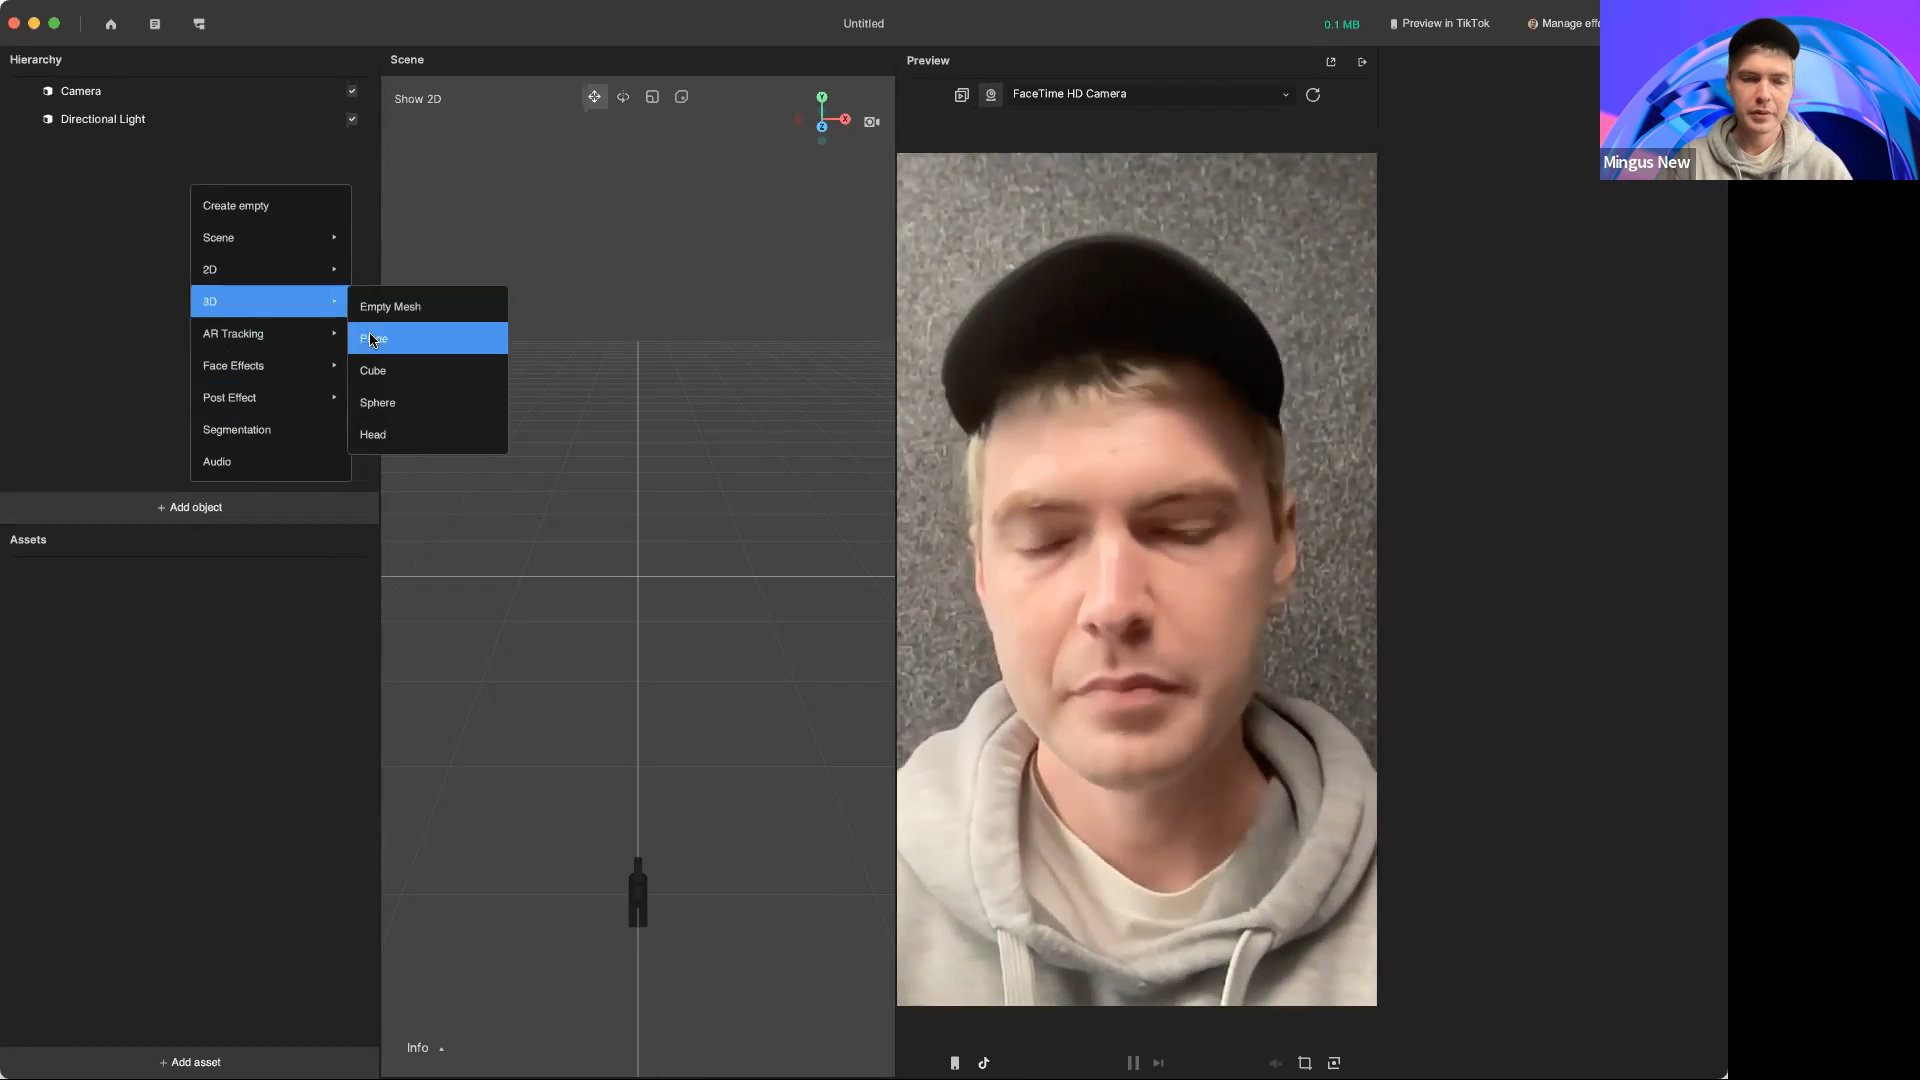 Untitled
0.1 MB
Preview in TikTok
Manage effe
Mingus New
Hierarchy
Camera
Directional Light
Create empty
Scene
2D
3D
AR Tracking
Face Effects
Post Effect
Segmentation
Audio
Empty Mesh
Cube
Sphere
Head
+ Add object
Assets
+ Add asset
Scene
Show 2D
Y
X
Z
Info
Preview
FaceTime HD Camera